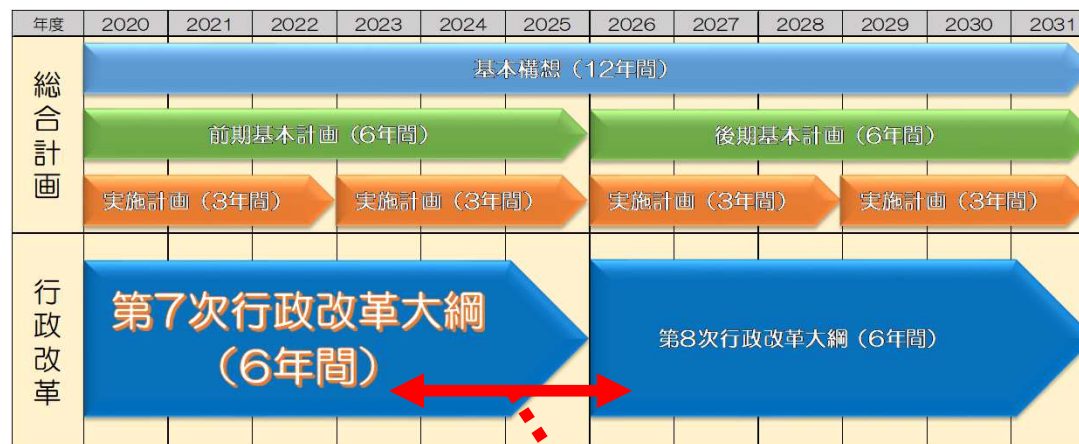 年度 2020 2021 2022 2023 2024 2025 2026 2027 2028 2029 2030 2031
総合計画
基本構想（12年間）
前期基本計画（6年間） 後期基本計画（6年間）
実施計画（3年間） 実施計画（3年間） 実施計画（3年間） 実施計画（3年間）
行政改革
第7次行政改革大綱
（6年間）
第8次行政改革大綱（6年間）